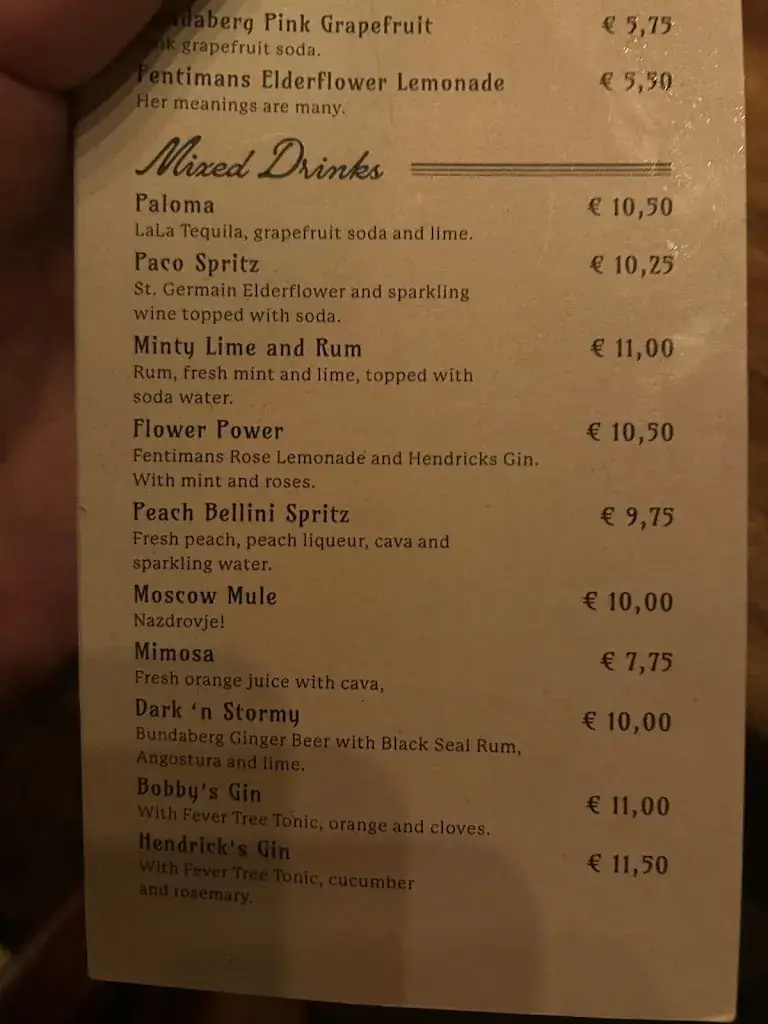 Pink Grapefruit € 5,75
grapefruit soda.
Fentimans Elderflower Lemonade € 5,50
Her meanings are many.
Mixed Drinks
Paloma € 10,50
LaLa Tequila, grapefruit soda and lime.
Paco Spritz € 10,25
St. Germain Elderflower and sparkling
wine topped with soda.
Minty Lime and Rum € 11,00
Rum, fresh mint and lime, topped with
soda water.
Flower Power € 10,50
Fentimans Rose Lemonade and Hendricks Gin.
With mint and roses.
Peach Bellini Spritz € 9,75
Fresh peach, peach liqueur, cava and
sparkling water.
Moscow Mule € 10,00
Nazdrovje!
Mimosa € 7,75
Fresh orange juice with cava,
Dark ‘n Stormy € 10,00
Bundaberg Ginger Beer with Black Seal Rum,
Angostura and lime.
Bobby's Gin € 11,00
With Fever Tree Tonic, orange and cloves.
Hendrick's Gin € 11,50
With Fever Tree Tonic, cucumber
and rosemary.